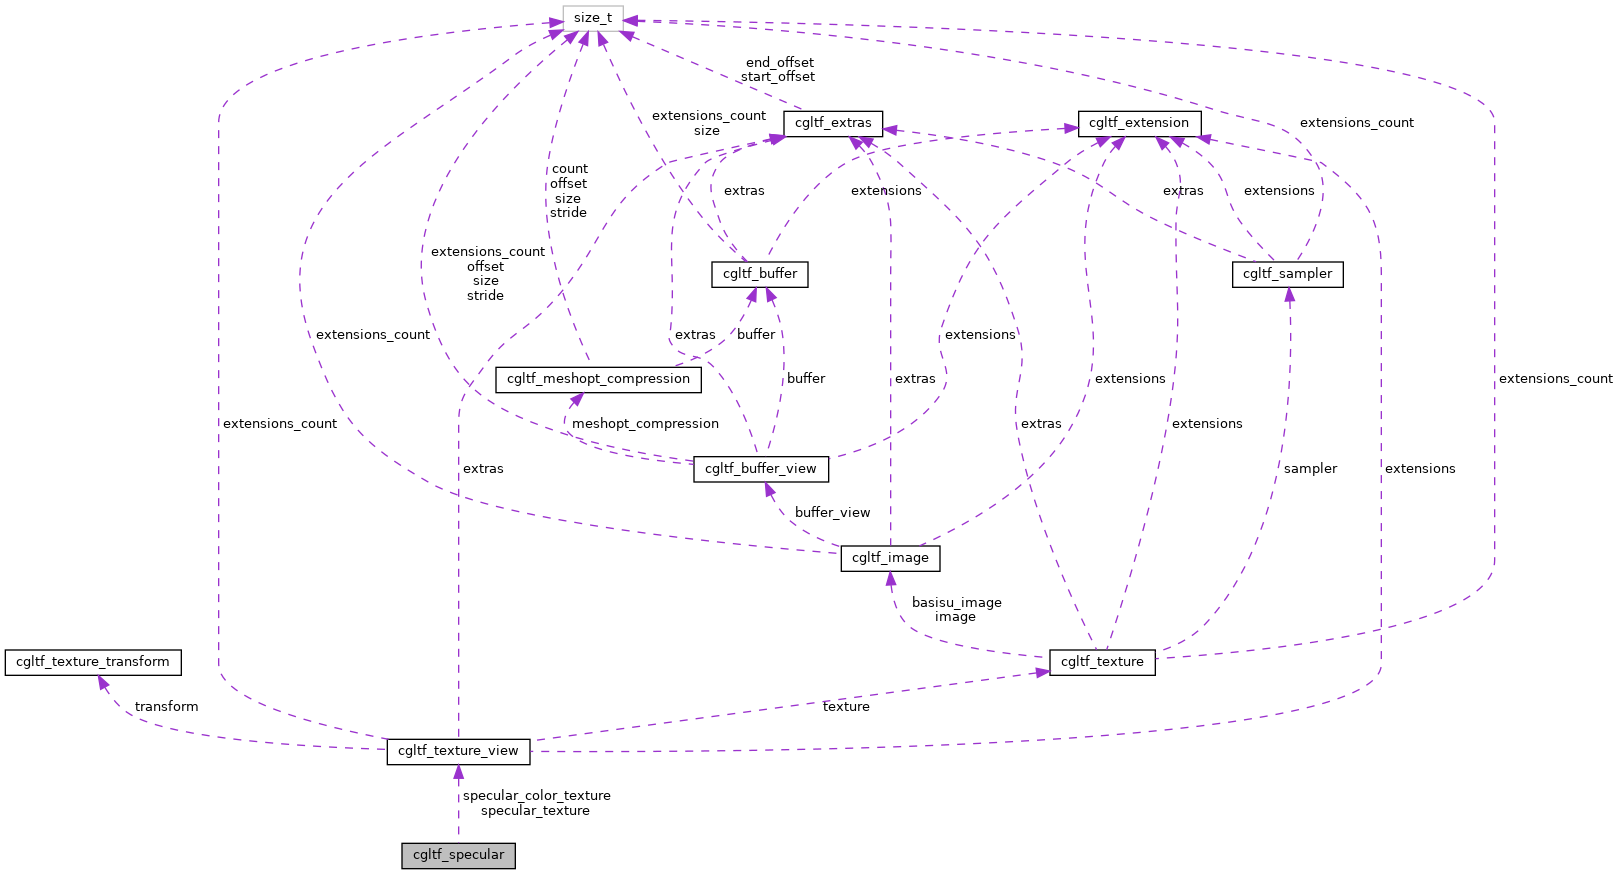 size_t
end_offset
start_offset
extensions_count
size
cgltf_extras
cgltf_extension
extensions_count
count
offset
size
stride
extras
extensions
extras
extensions
extensions_count
offset
size
stride
cgltf_buffer
cgltf_sampler
extensions_count
extras
buffer
extensions
cgltf_meshopt_compression
buffer
extras
extensions
extensions_count
extensions_count
meshopt_compression
extras
extensions
extras
cgltf_buffer_view
sampler
extensions
buffer_view
cgltf_image
basisu_image
image
cgltf_texture_transform
cgltf_texture
transform
texture
cgltf_texture_view
specular_color_texture
specular_texture
cgltf_specular